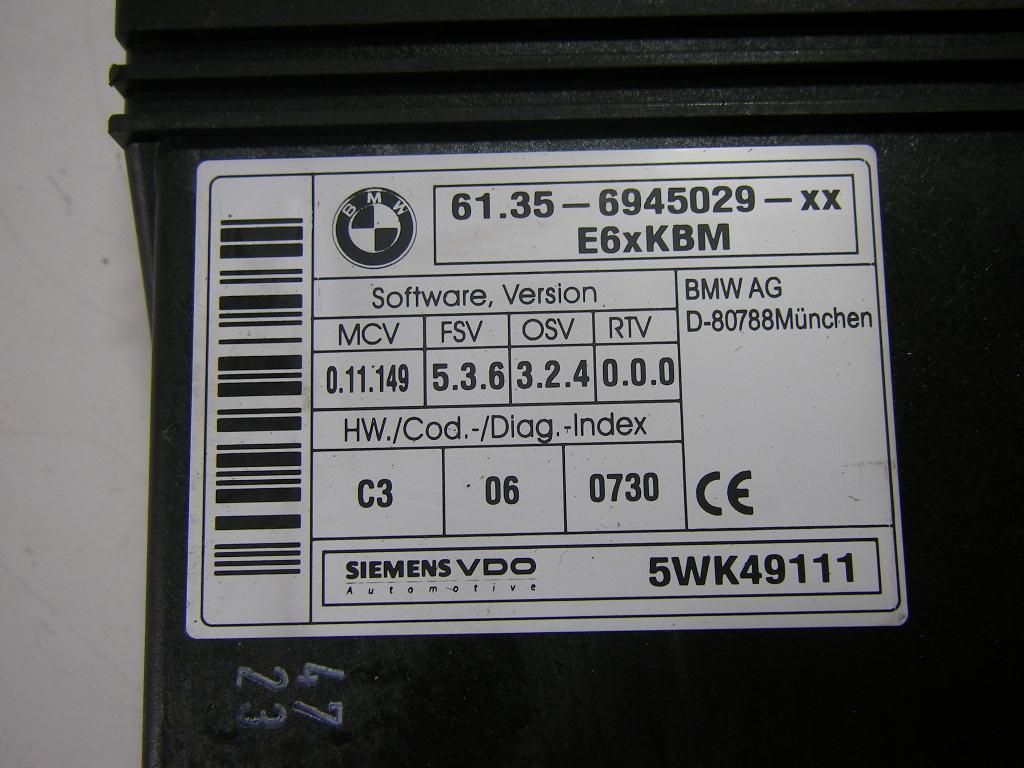 BMW
61.35-6945029-xx
E6xKBM
Software, Version
MCV FSV OSV RTV
0.11.149 5.3.6 3.2.4 0.0.0
HW./Cod.-/Diag.-Index
C3 06 0730
BMW AG
D-80788München
CE
SIEMENS VDO
Automotive
5WK49111
47
23